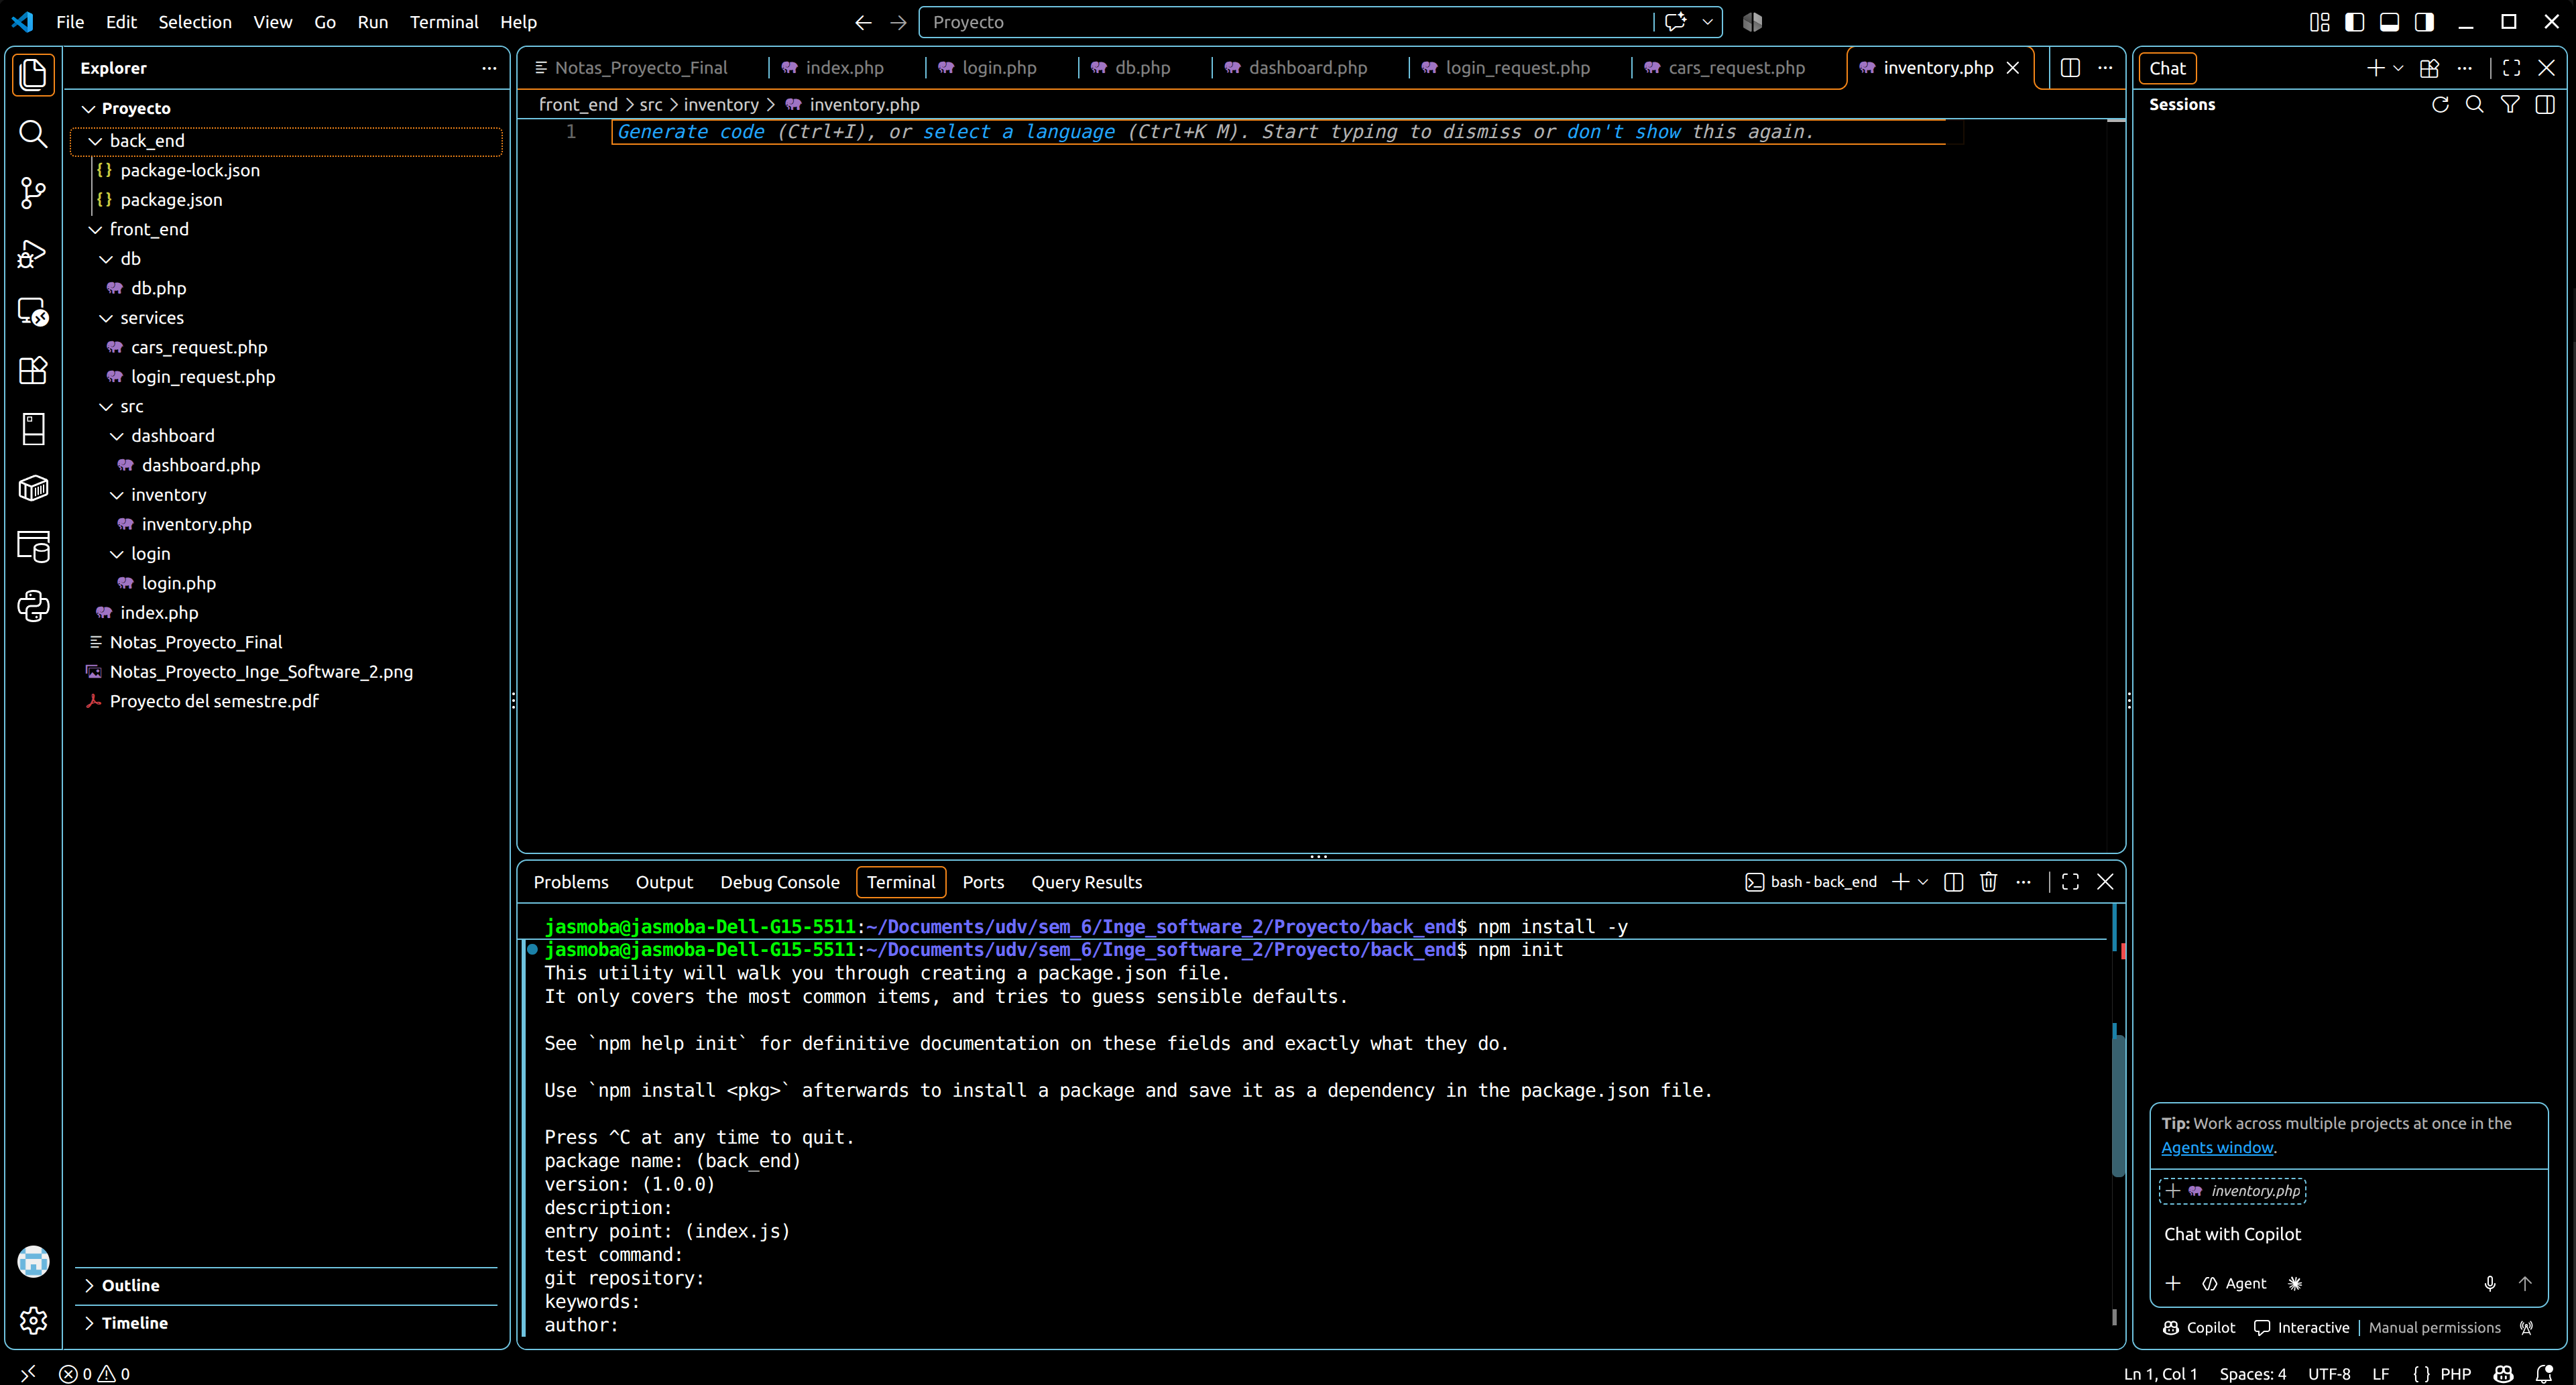 File Edit Selection View Go Run Terminal Help
Proyecto
Explorer
Proyecto
back_end
package-lock.json
package.json
front_end
db
db.php
services
cars_request.php
login_request.php
src
dashboard
dashboard.php
inventory
inventory.php
login
login.php
index.php
Notas_Proyecto_Final
Notas_Proyecto_Inge_Software_2.png
Proyecto del semestre.pdf
Outline
Timeline
Notas_Proyecto_Final index.php login.php db.php dashboard.php login_request.php cars_request.php inventory.php
front_end > src > inventory > inventory.php
1 Generate code (Ctrl+I), or select a language (Ctrl+K M). Start typing to dismiss or don't show this again.
Problems Output Debug Console Terminal Ports Query Results
bash - back_end
jasmoba@jasmoba-Dell-G15-5511:~/Documents/udv/sem_6/Inge_software_2/Proyecto/back_end$ npm install -y
jasmoba@jasmoba-Dell-G15-5511:~/Documents/udv/sem_6/Inge_software_2/Proyecto/back_end$ npm init
This utility will walk you through creating a package.json file.
It only covers the most common items, and tries to guess sensible defaults.
See `npm help init` for definitive documentation on these fields and exactly what they do.
Use `npm install <pkg>` afterwards to install a package and save it as a dependency in the package.json file.
Press ^C at any time to quit.
package name: (back_end)
version: (1.0.0)
description:
entry point: (index.js)
test command:
git repository:
keywords:
author:
Chat
Sessions
Tip: Work across multiple projects at once in the
Agents window.
inventory.php
Chat with Copilot
Agent
Copilot Interactive Manual permissions
0 0
Ln 1, Col 1 Spaces: 4 UTF-8 LF { } PHP